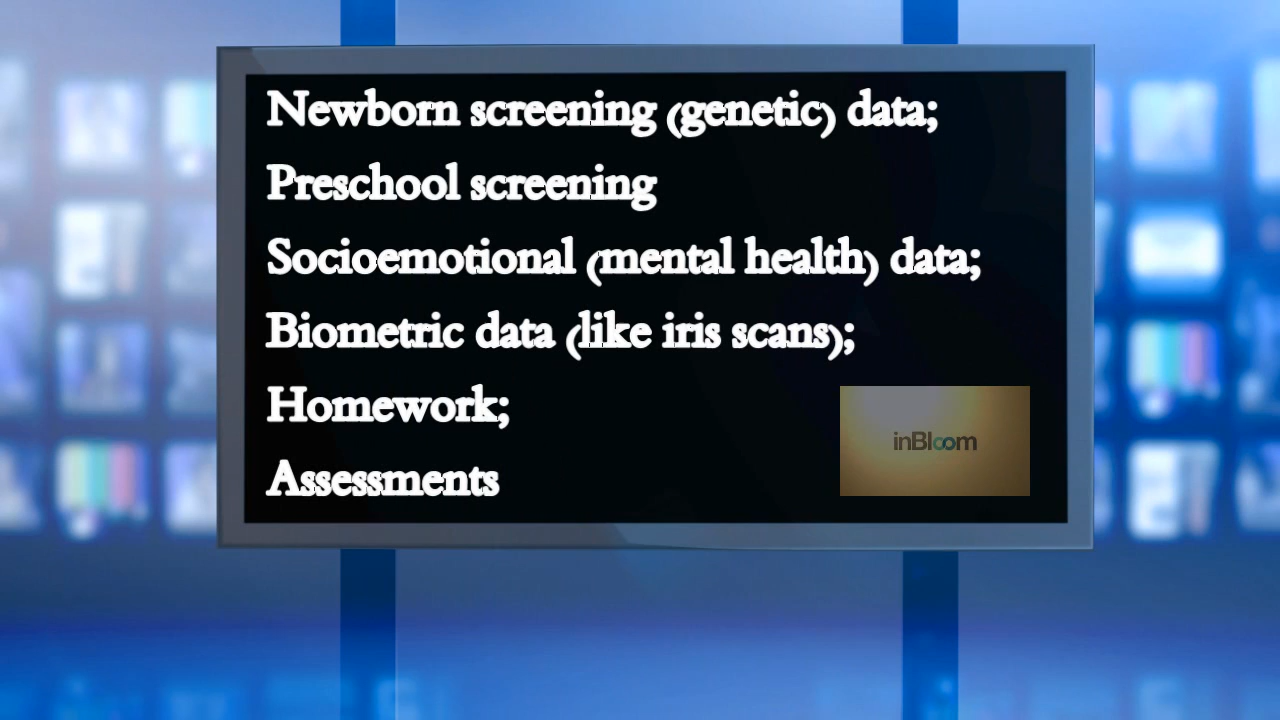 Newborn screening (genetic) data;
Preschool screening
Socioemotional (mental health) data;
Biometric data (like iris scans);
Homework;
Assessments
inBloom